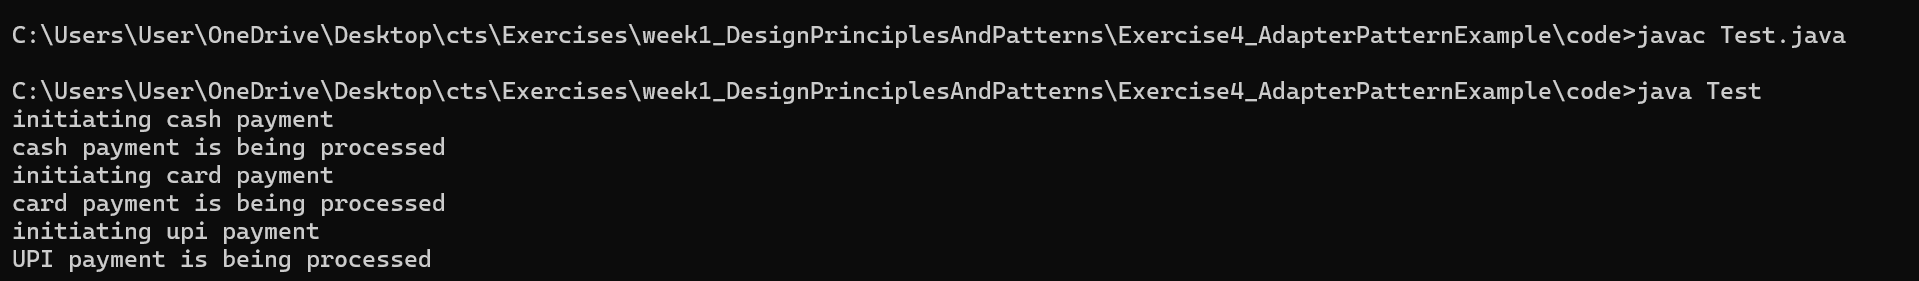 C:\Users\User\OneDrive\Desktop\cts\Exercises\week1_DesignPrinciplesAndPatterns\Exercise4_AdapterPatternExample\code>javac Test.java
C:\Users\User\OneDrive\Desktop\cts\Exercises\week1_DesignPrinciplesAndPatterns\Exercise4_AdapterPatternExample\code>java Test
initiating cash payment
cash payment is being processed
initiating card payment
card payment is being processed
initiating upi payment
UPI payment is being processed